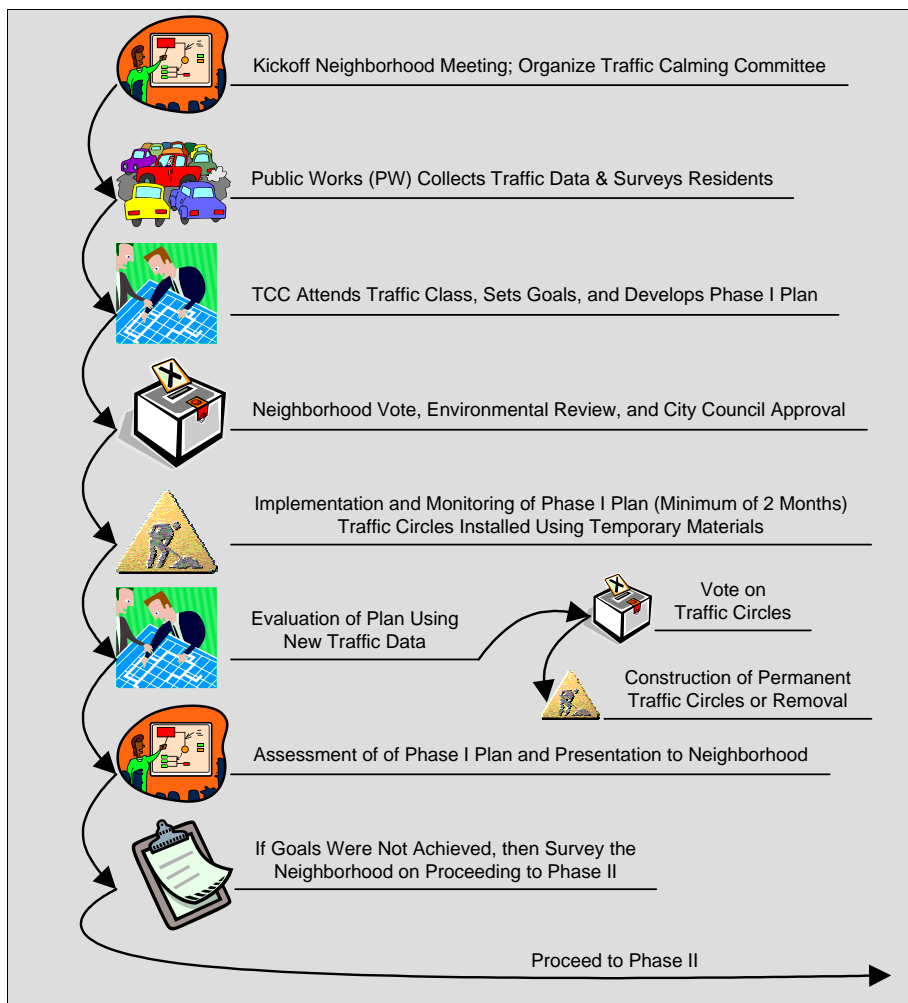 Kickoff Neighborhood Meeting; Organize Traffic Calming Committee
Public Works (PW) Collects Traffic Data & Surveys Residents
TCC Attends Traffic Class, Sets Goals, and Develops Phase I Plan
Neighborhood Vote, Environmental Review, and City Council Approval
Implementation and Monitoring of Phase I Plan (Minimum of 2 Months)
Traffic Circles Installed Using Temporary Materials
Evaluation of Plan Using
New Traffic Data
Vote on
Traffic Circles
Construction of Permanent
Traffic Circles or Removal
Assessment of of Phase I Plan and Presentation to Neighborhood
If Goals Were Not Achieved, then Survey the
Neighborhood on Proceeding to Phase II
Proceed to Phase II